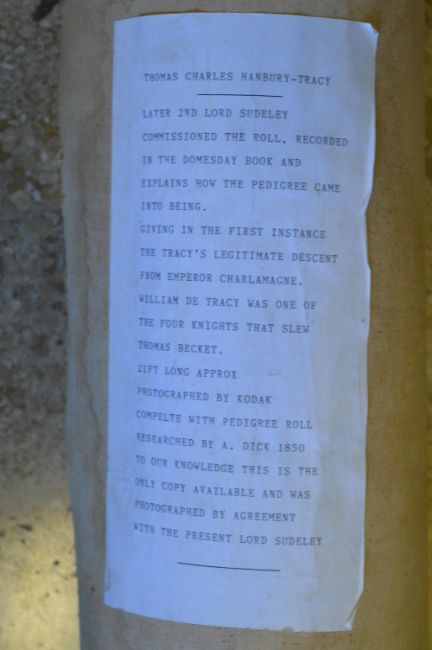 THOMAS CHARLES HANBURY-TRACY
LATER 2ND LORD SUDELEY
COMMISSIONED THE ROLL, RECORDED
IN THE DOMESDAY BOOK AND
EXPLAINS HOW THE PEDIGREE CAME
INTO BEING.
GIVING IN THE FIRST INSTANCE
THE TRACY'S LEGITIMATE DESCENT
FROM EMPEROR CHARLAMAGNE.
WILLIAM DE TRACY WAS ONE OF
THE FOUR KNIGHTS THAT SLEW
THOMAS BECKET.
21FT LONG APPROX
PHOTOGRAPHED BY KODAK
COMPELTE WITH PEDIGREE ROLL
RESEARCHED BY A. DICK 1850
TO OUR KNOWLEDGE THIS IS THE
ONLY COPY AVAILABLE AND WAS
PHOTOGRAPHED BY AGREEMENT
WITH THE PRESENT LORD SUDELEY